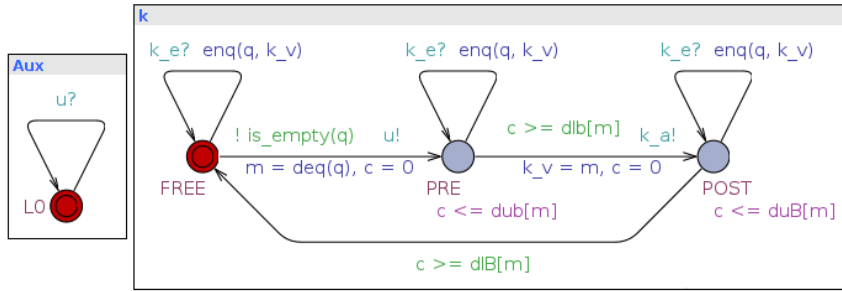 k
k_e? enq(q, k_v) k_e? enq(q, k_v) k_e? enq(q, k_v)
Aux
u?
! is_empty(q) u! c >= dlb[m] k_a!
m = deq(q), c = 0 k_v = m, c = 0
L0 FREE PRE POST
c <= dub[m] c <= duB[m]
c >= dlB[m]